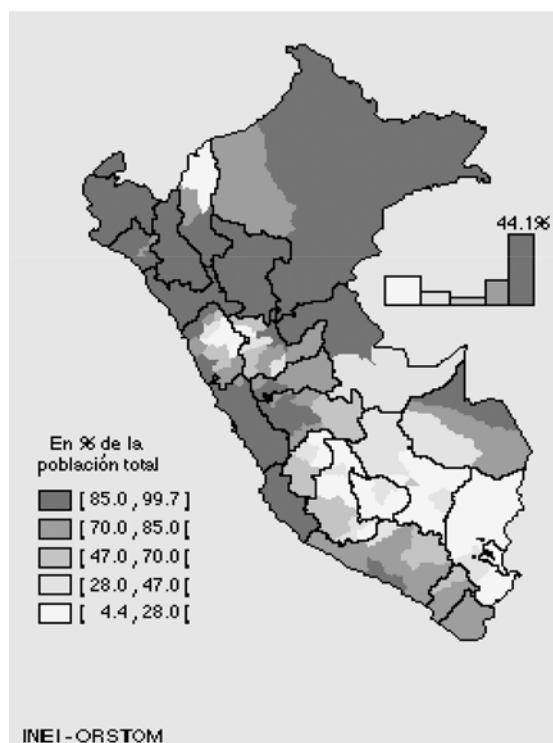 44.1%
En % de la
población total
[ 85.0 , 99.7 ]
[ 70.0 , 85.0 [
[ 47.0 , 70.0 [
[ 28.0 , 47.0 [
[ 4.4 , 28.0 [
INEI - ORSTOM